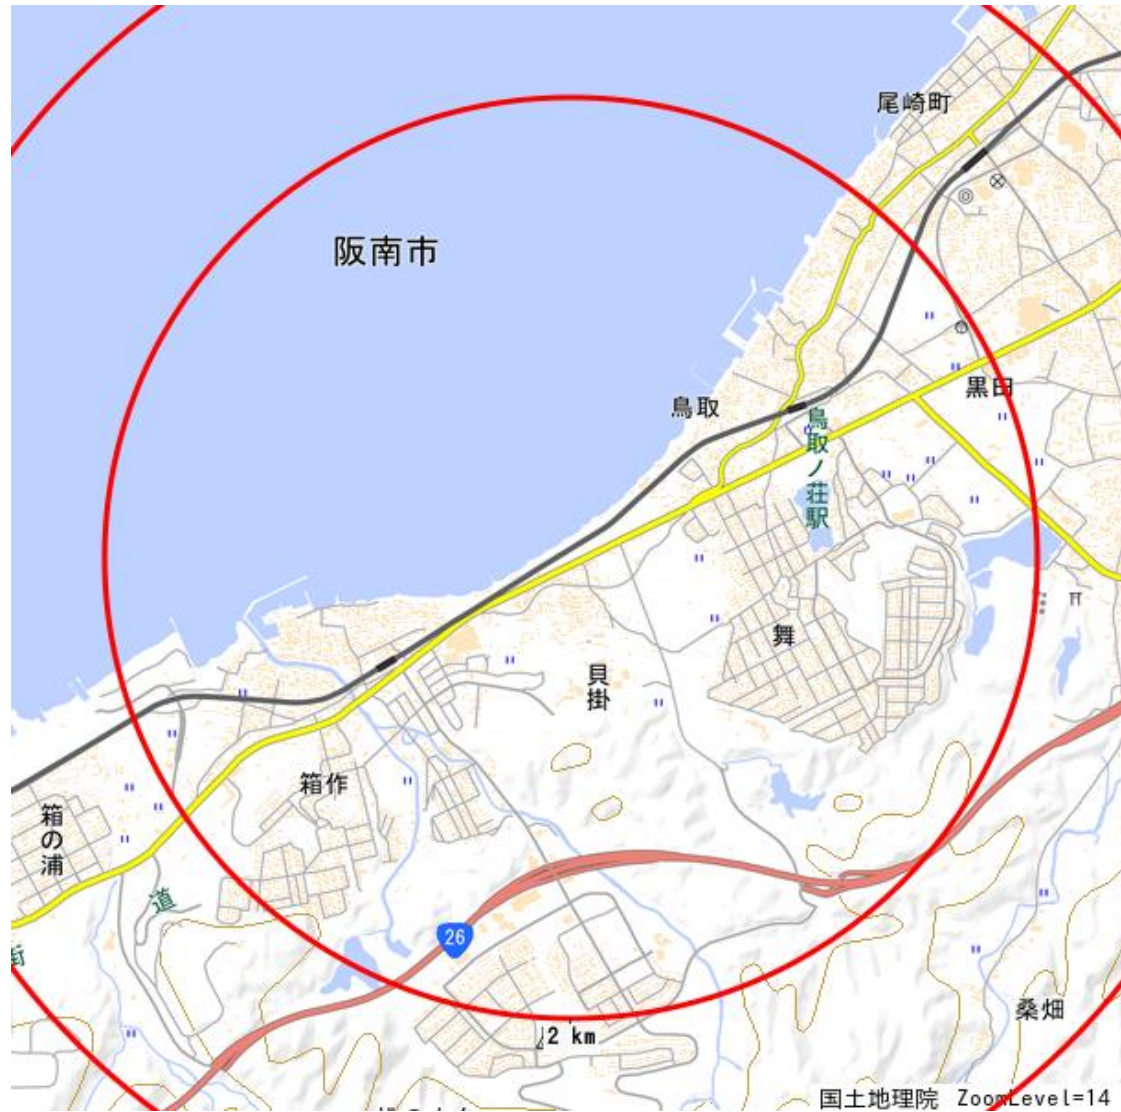 尾崎町
阪南市
黒田
鳥取
鳥取ノ荘駅
舞
貝掛
箱作
箱の浦
道
街
26
桑畑
2 km
国土地理院 ZoomLevel=14